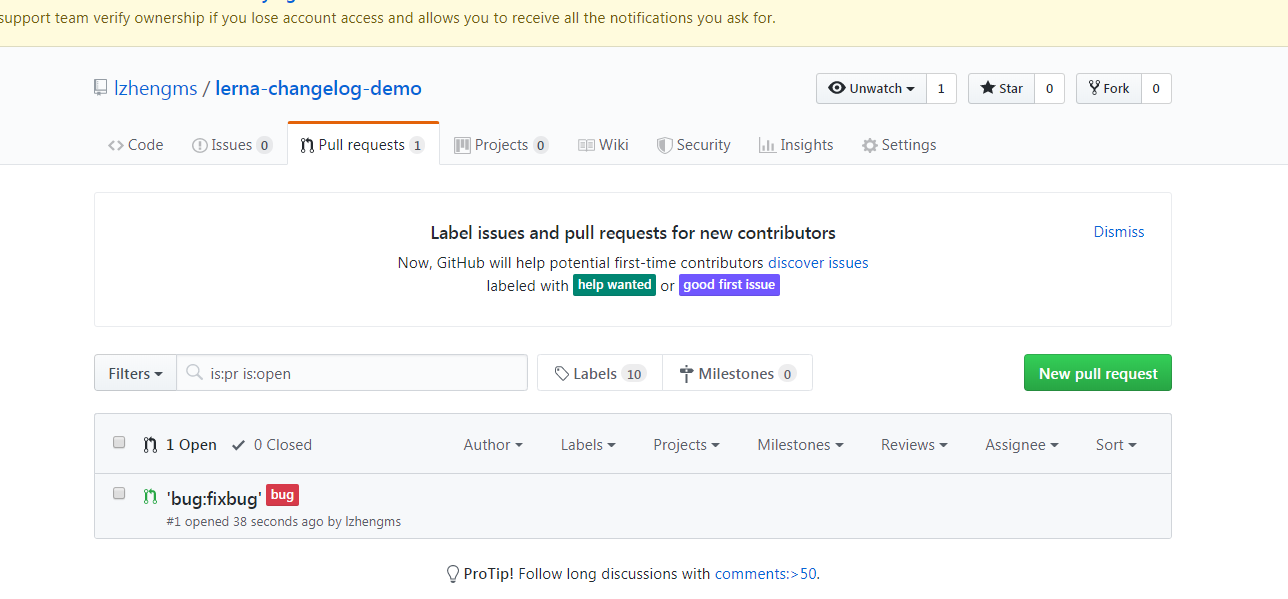 support team verify ownership if you lose account access and allows you to receive all the notifications you ask for.
lzhengms / lerna-changelog-demo
Unwatch 1 Star 0 Fork 0
Code Issues 0 Pull requests 1 Projects 0 Wiki Security Insights Settings
Label issues and pull requests for new contributors
Dismiss
Now, GitHub will help potential first-time contributors discover issues
labeled with help wanted or good first issue
Filters is:pr is:open Labels 10 Milestones 0 New pull request
1 Open 0 Closed Author Labels Projects Milestones Reviews Assignee Sort
'bug:fixbug' bug
#1 opened 38 seconds ago by lzhengms
ProTip! Follow long discussions with comments:>50.